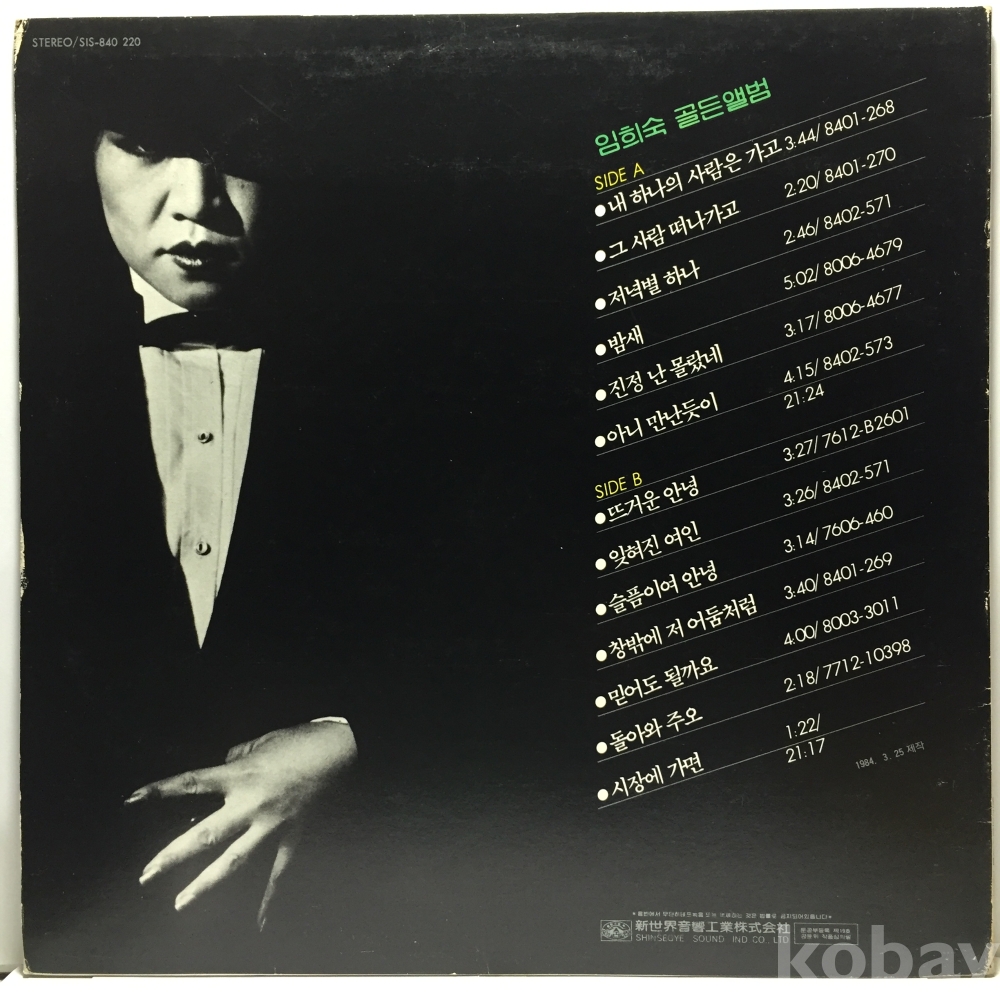 STEREO/SIS-840 220
임희숙 골든앨범
SIDE A
●내 하나의 사람은 가고 3:44/ 8401-268
●그 사람 떠나가고 2:20/ 8401-270
●저녁별 하나 2:46/ 8402-571
●밤새 5:02/ 8006-4679
●진정 난 몰랐네 3:17/ 8006-4677
●아니 만난듯이 4:15/ 8402-573
21:24
SIDE B
●뜨거운 안녕 3:27/ 7612-B2601
●잊혀진 여인 3:26/ 8402-571
●슬픔이여 안녕 3:14/ 7606-460
●창밖에 저 어둠처럼 3:40/ 8401-269
●믿어도 될까요 4:00/ 8003-3011
●돌아와 주오 2:18/ 7712-10398
●시장에 가면 1:22/
21:17
1984. 3. 25 제작
新世界音響工業株式会社
SHINSEGYE SOUND IND CO., LTD
kobay